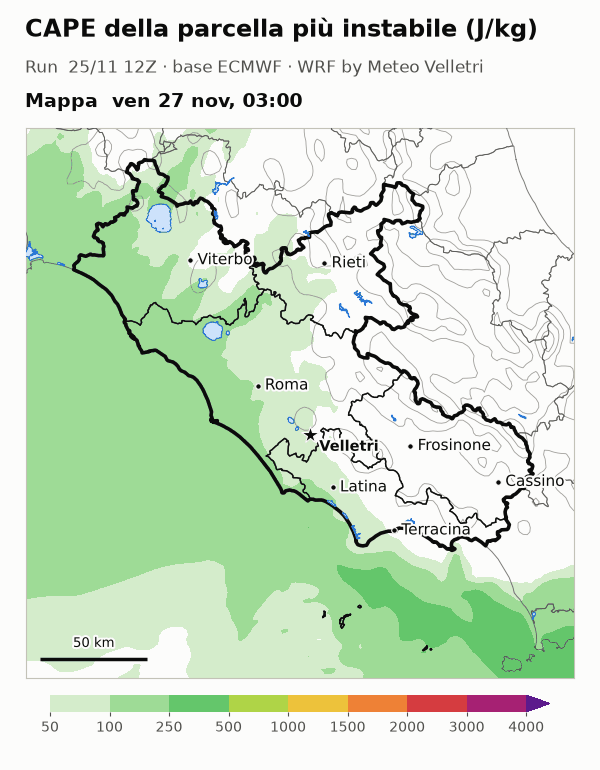 CAPE della parcella più instabile (J/kg)
Run  25/11 12Z · base ECMWF · WRF by Meteo Velletri
Mappa  ven 27 nov, 03:00
Viterbo
Rieti
Roma
Velletri
Frosinone
Latina
Cassino
Terracina
50 km
50 100 250 500 1000 1500 2000 3000 4000